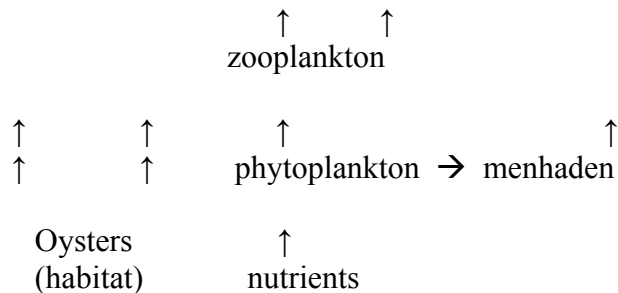 ↑ ↑
zooplankton
↑ ↑ ↑ ↑
↑ ↑ phytoplankton → menhaden
Oysters ↑
(habitat) nutrients